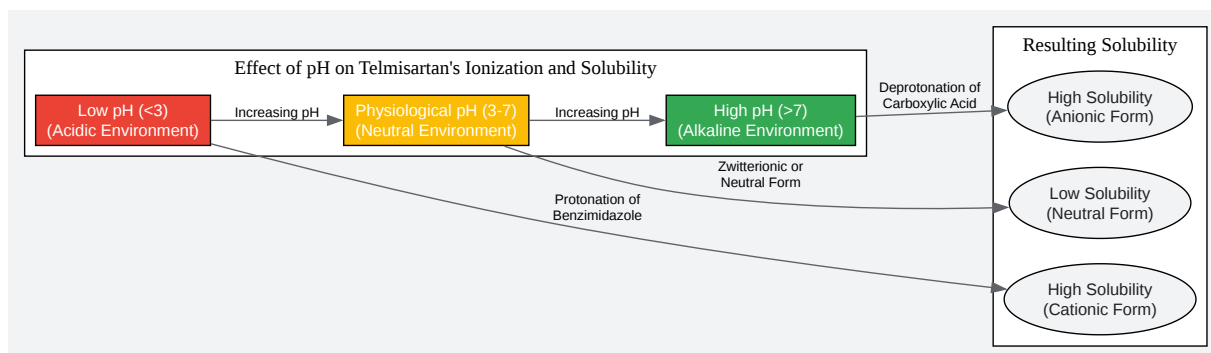 Effect of pH on Telmisartan's Ionization and Solubility
Low pH (<3)
(Acidic Environment)
Increasing pH
Physiological pH (3-7)
(Neutral Environment)
Increasing pH
High pH (>7)
(Alkaline Environment)
Deprotonation of
Carboxylic Acid
Zwitterionic or
Neutral Form
Protonation of
Benzimidazole
Resulting Solubility
High Solubility
(Anionic Form)
Low Solubility
(Neutral Form)
High Solubility
(Cationic Form)